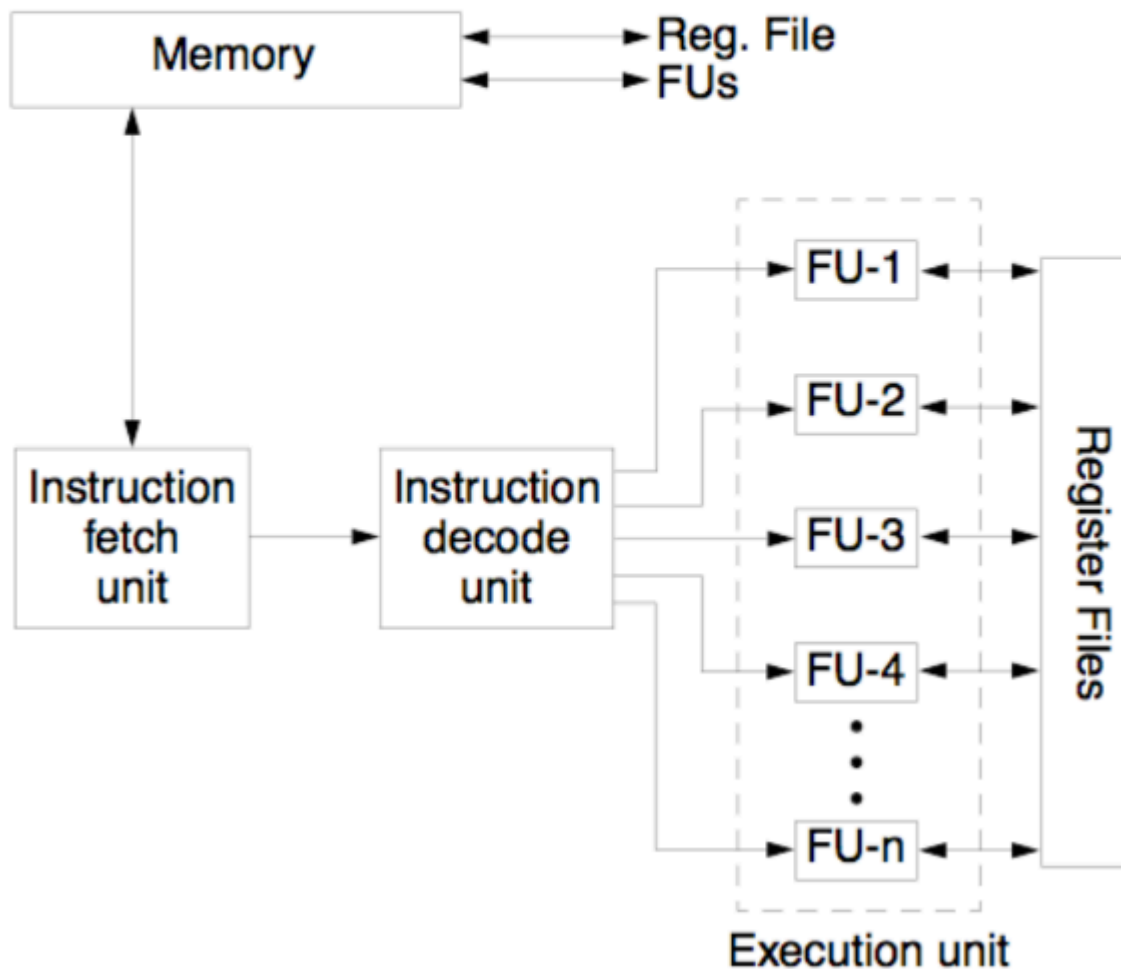 Memory
Reg. File
FUs
Instruction
fetch
unit
Instruction
decode
unit
FU-1
FU-2
FU-3
FU-4
FU-n
Register Files
Execution unit